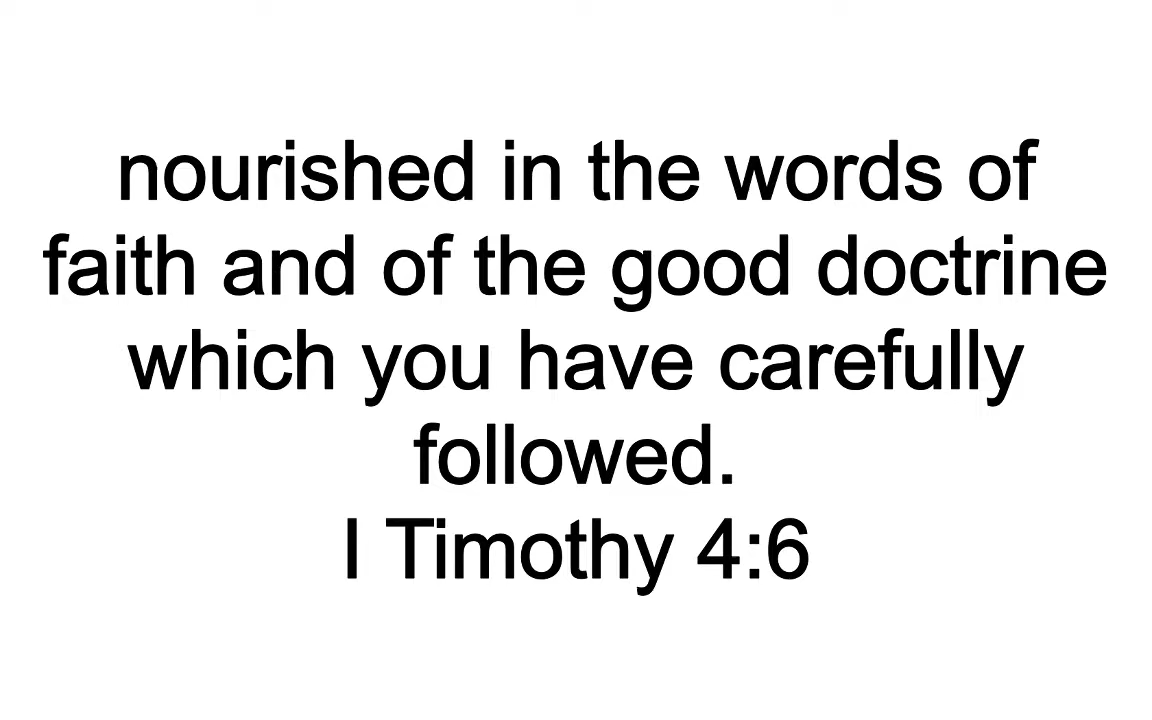 nourished in the words of
faith and of the good doctrine
which you have carefully
followed.
I Timothy 4:6